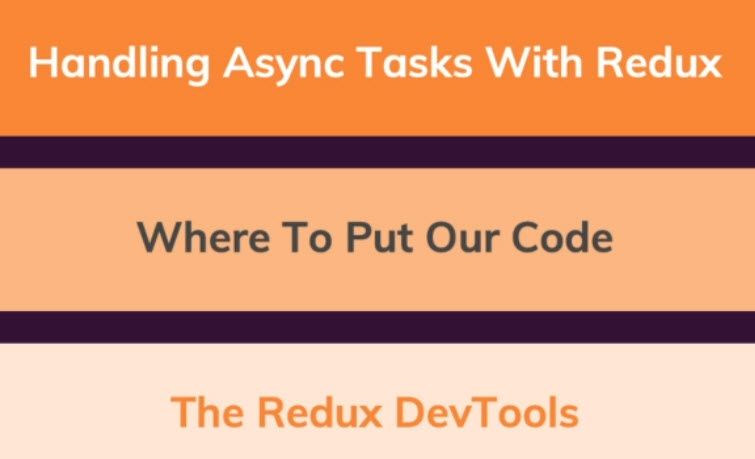 Handling Async Tasks With Redux
Where To Put Our Code
The Redux DevTools